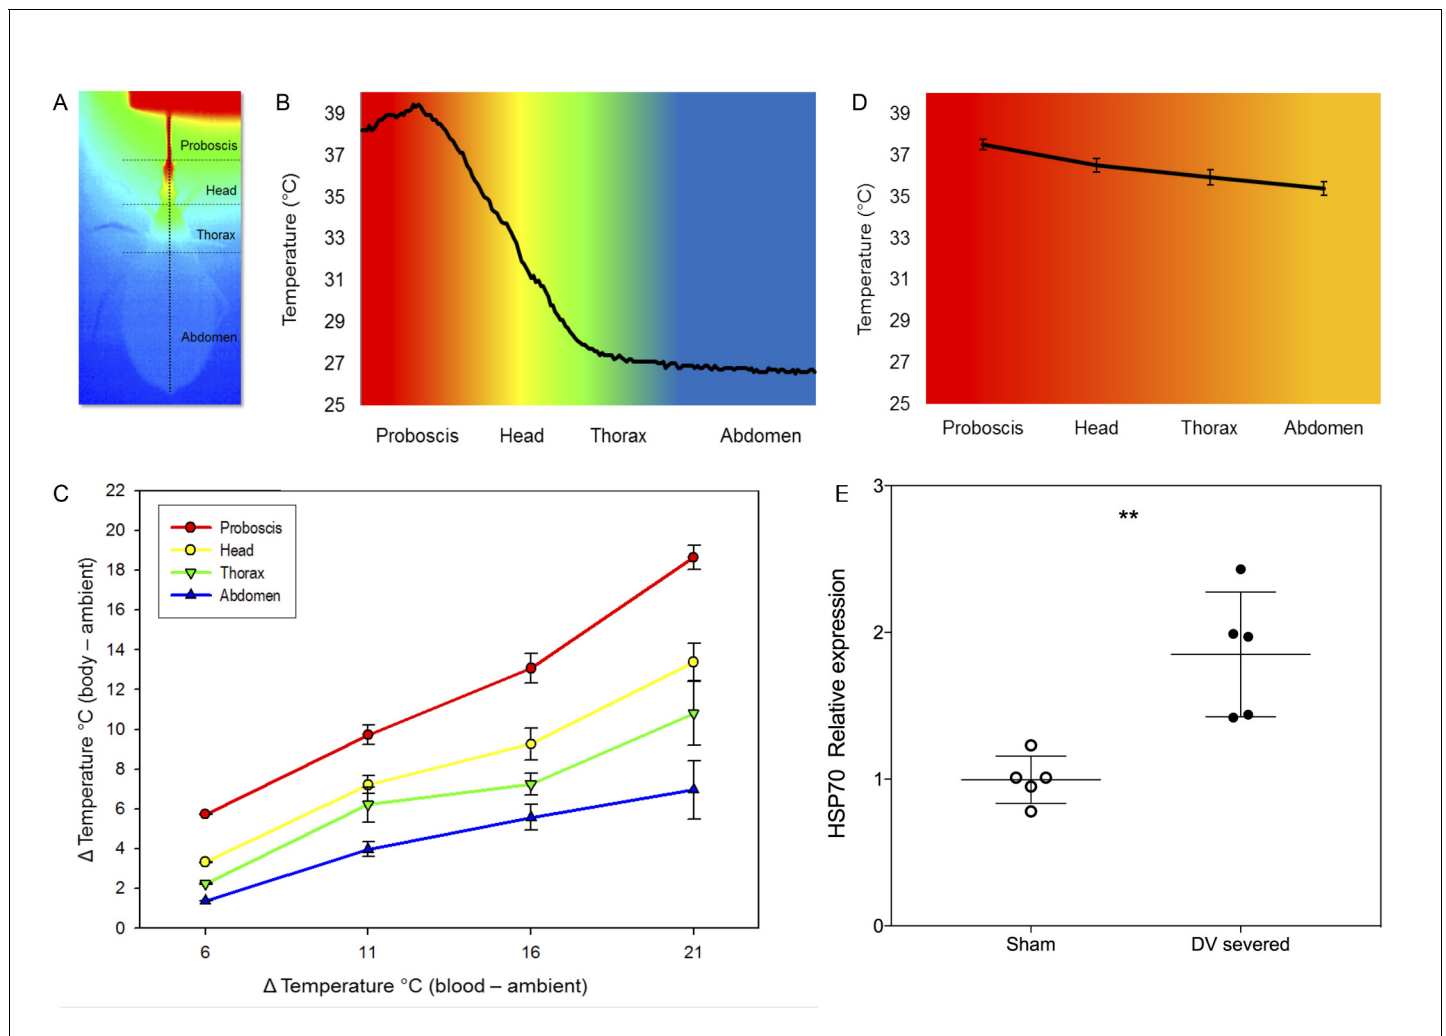 A
Proboscis
Head
Thorax
Abdomen
B
Temperature (°C)
39
37
35
33
31
29
27
25
Proboscis Head Thorax Abdomen
D
Temperature (°C)
39
37
35
33
31
29
27
25
Proboscis Head Thorax Abdomen
C
Δ Temperature °C (body – ambient)
22
20
18
16
14
12
10
8
6
4
2
0
Proboscis
Head
Thorax
Abdomen
6 11 16 21
Δ Temperature °C (blood – ambient)
E
HSP70 Relative expression
3
2
1
0
**
Sham DV severed